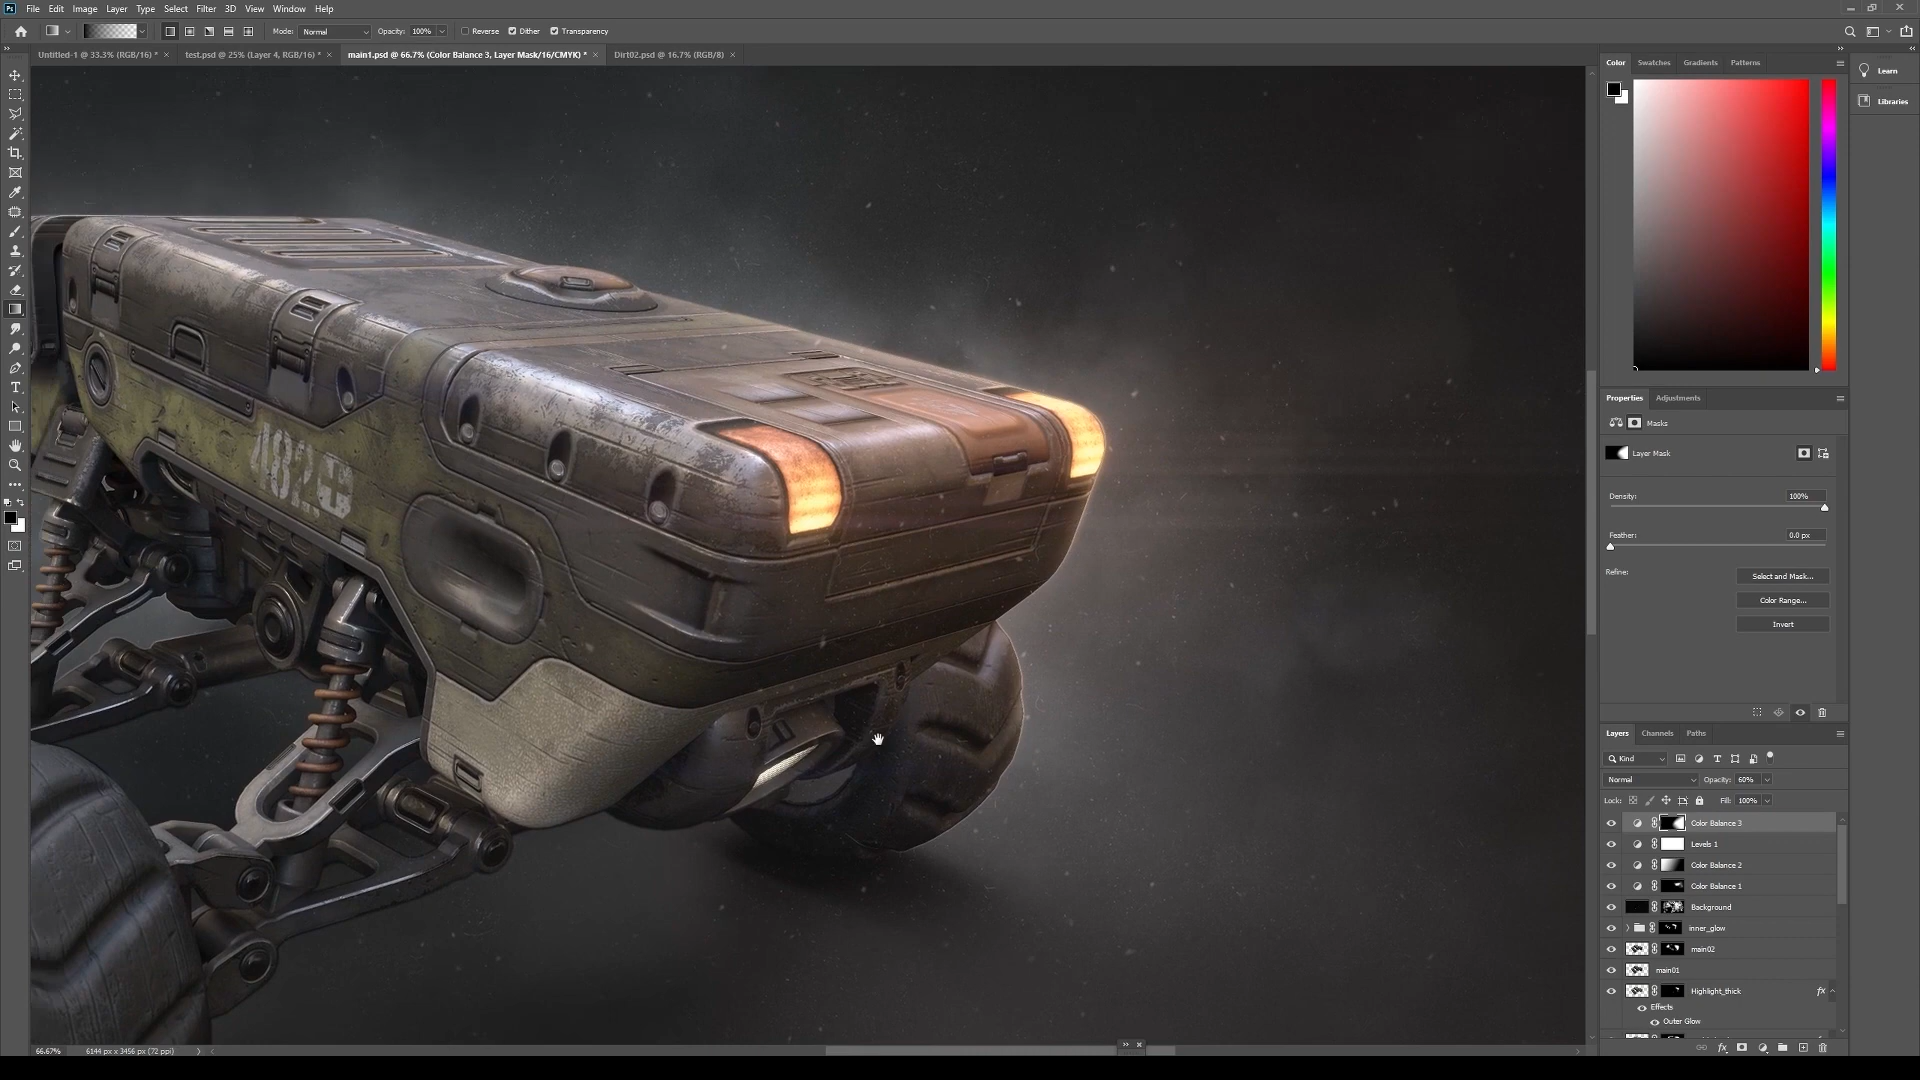 Ps File Edit Image Layer Type Select Filter 3D View Window Help
Mode: Normal Opacity: 100% Reverse Dither Transparency
Untitled-1 @ 33.3% (RGB/16) * × test.psd @ 25% (Layer 4, RGB/16) * × main1.psd @ 66.7% (Color Balance 3, Layer Mask/16/CMYK) * × Dirt02.psd @ 16.7% (RGB/8) ×
Color Swatches Gradients Patterns
Learn
Libraries
482
Properties Adjustments
Masks
Layer Mask
Density: 100%
Feather: 0.0 px
Refine: Select and Mask...
Color Range...
Invert
Layers Channels Paths
Kind
Normal Opacity: 60%
Lock: Fill: 100%
Color Balance 3
Levels 1
Color Balance 2
Color Balance 1
Background
inner_glow
main02
main01
Highlight_thick fx
Effects
Outer Glow
66.67% 6144 px x 3456 px (72 ppi)
fx